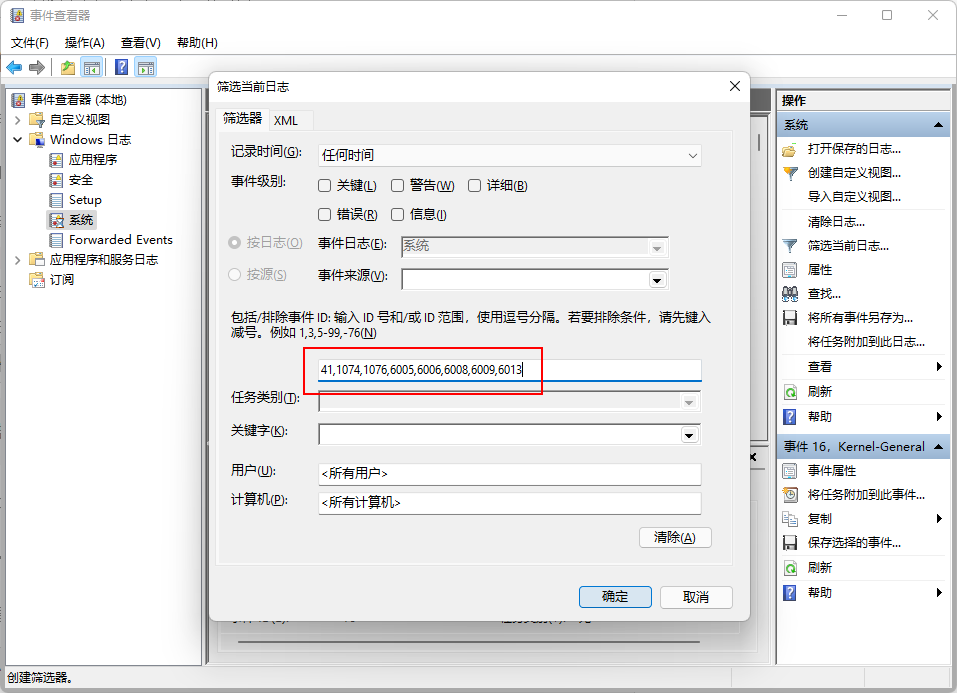 事件查看器
文件(F) 操作(A) 查看(V) 帮助(H)
事件查看器 (本地)
自定义视图
Windows 日志
应用程序
安全
Setup
系统
Forwarded Events
应用程序和服务日志
订阅
筛选当前日志
筛选器 XML
记录时间(G): 任何时间
事件级别: 关键(L) 警告(W) 详细(B)
错误(R) 信息(I)
按日志(O) 事件日志(E): 系统
按源(S) 事件来源(V):
包括/排除事件 ID: 输入 ID 号和/或 ID 范围，使用逗号分隔。若要排除条件，请先键入
减号。例如 1,3,5-99,-76(N)
41,1074,1076,6005,6006,6008,6009,6013
任务类别(T):
关键字(K):
用户(U): <所有用户>
计算机(P): <所有计算机>
清除(A)
确定 取消
操作
系统
打开保存的日志...
创建自定义视图...
导入自定义视图...
清除日志...
筛选当前日志...
属性
查找...
将所有事件另存为...
将任务附加到此日志...
查看
刷新
帮助
事件 16，Kernel-General
事件属性
将任务附加到此事件...
复制
保存选择的事件...
刷新
帮助
创建筛选器。